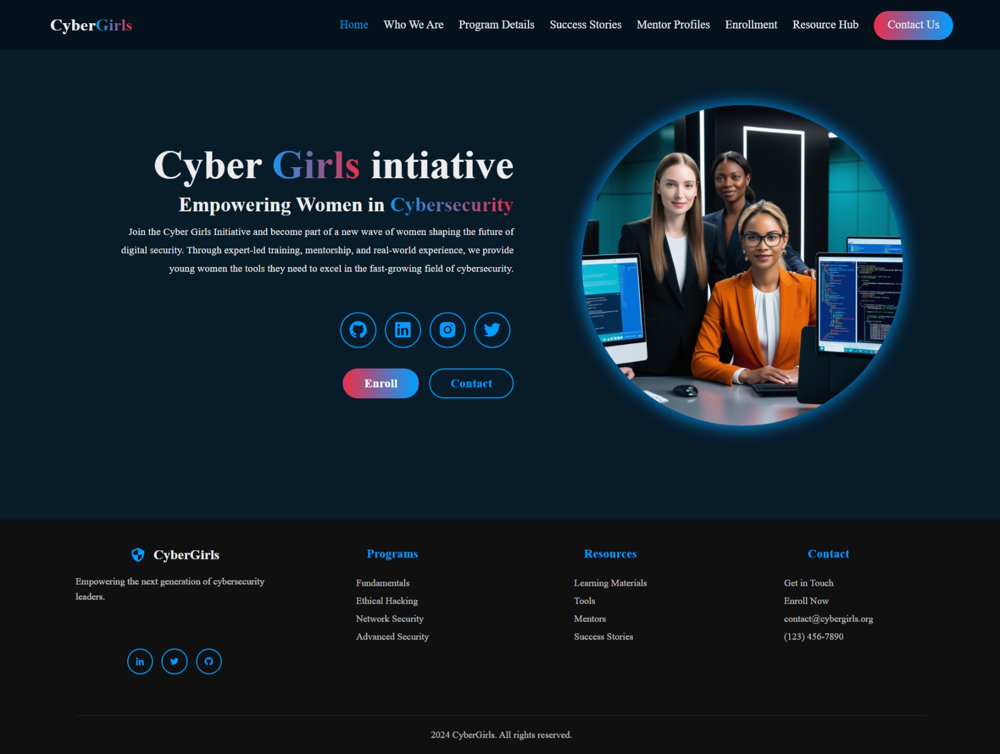 CyberGirls
Home Who We Are Program Details Success Stories Mentor Profiles Enrollment Resource Hub Contact Us
Cyber Girls intiative
Empowering Women in Cybersecurity
Join the Cyber Girls Initiative and become part of a new wave of women shaping the future of
digital security. Through expert-led training, mentorship, and real-world experience, we provide
young women the tools they need to excel in the fast-growing field of cybersecurity.
Enroll Contact
CyberGirls
Empowering the next generation of cybersecurity
leaders.
Programs
Fundamentals
Ethical Hacking
Network Security
Advanced Security
Resources
Learning Materials
Tools
Mentors
Success Stories
Contact
Get in Touch
Enroll Now
contact@cybergirls.org
(123) 456-7890
2024 CyberGirls. All rights reserved.